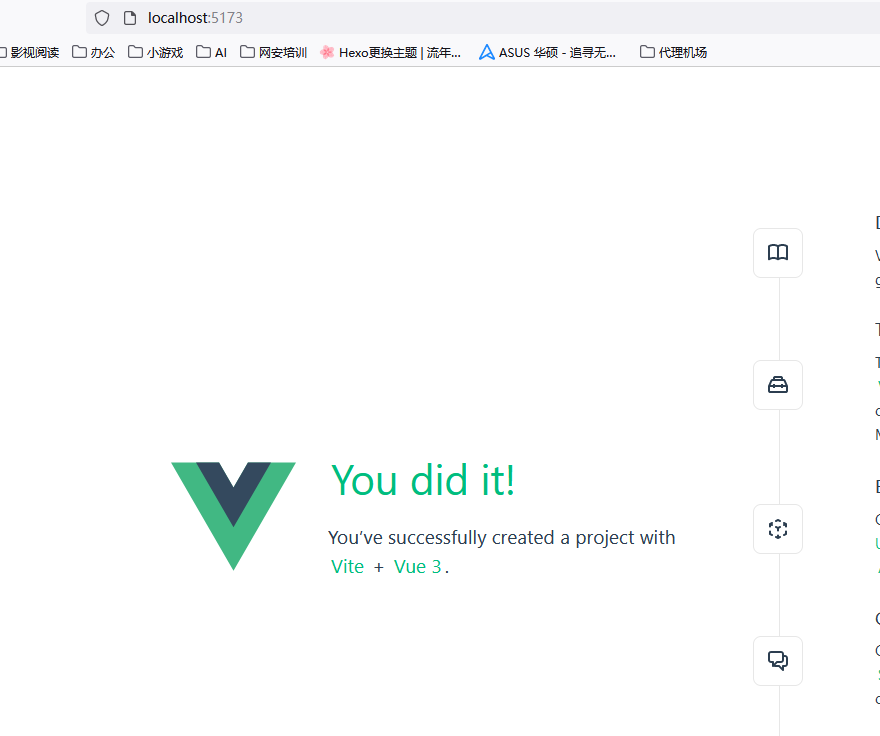 localhost:5173
影视阅读 办公 小游戏 AI 网安培训 Hexo更换主题 | 流年... ASUS 华硕 - 追寻无... 代理机场
You did it!
You’ve successfully created a project with
Vite + Vue 3.